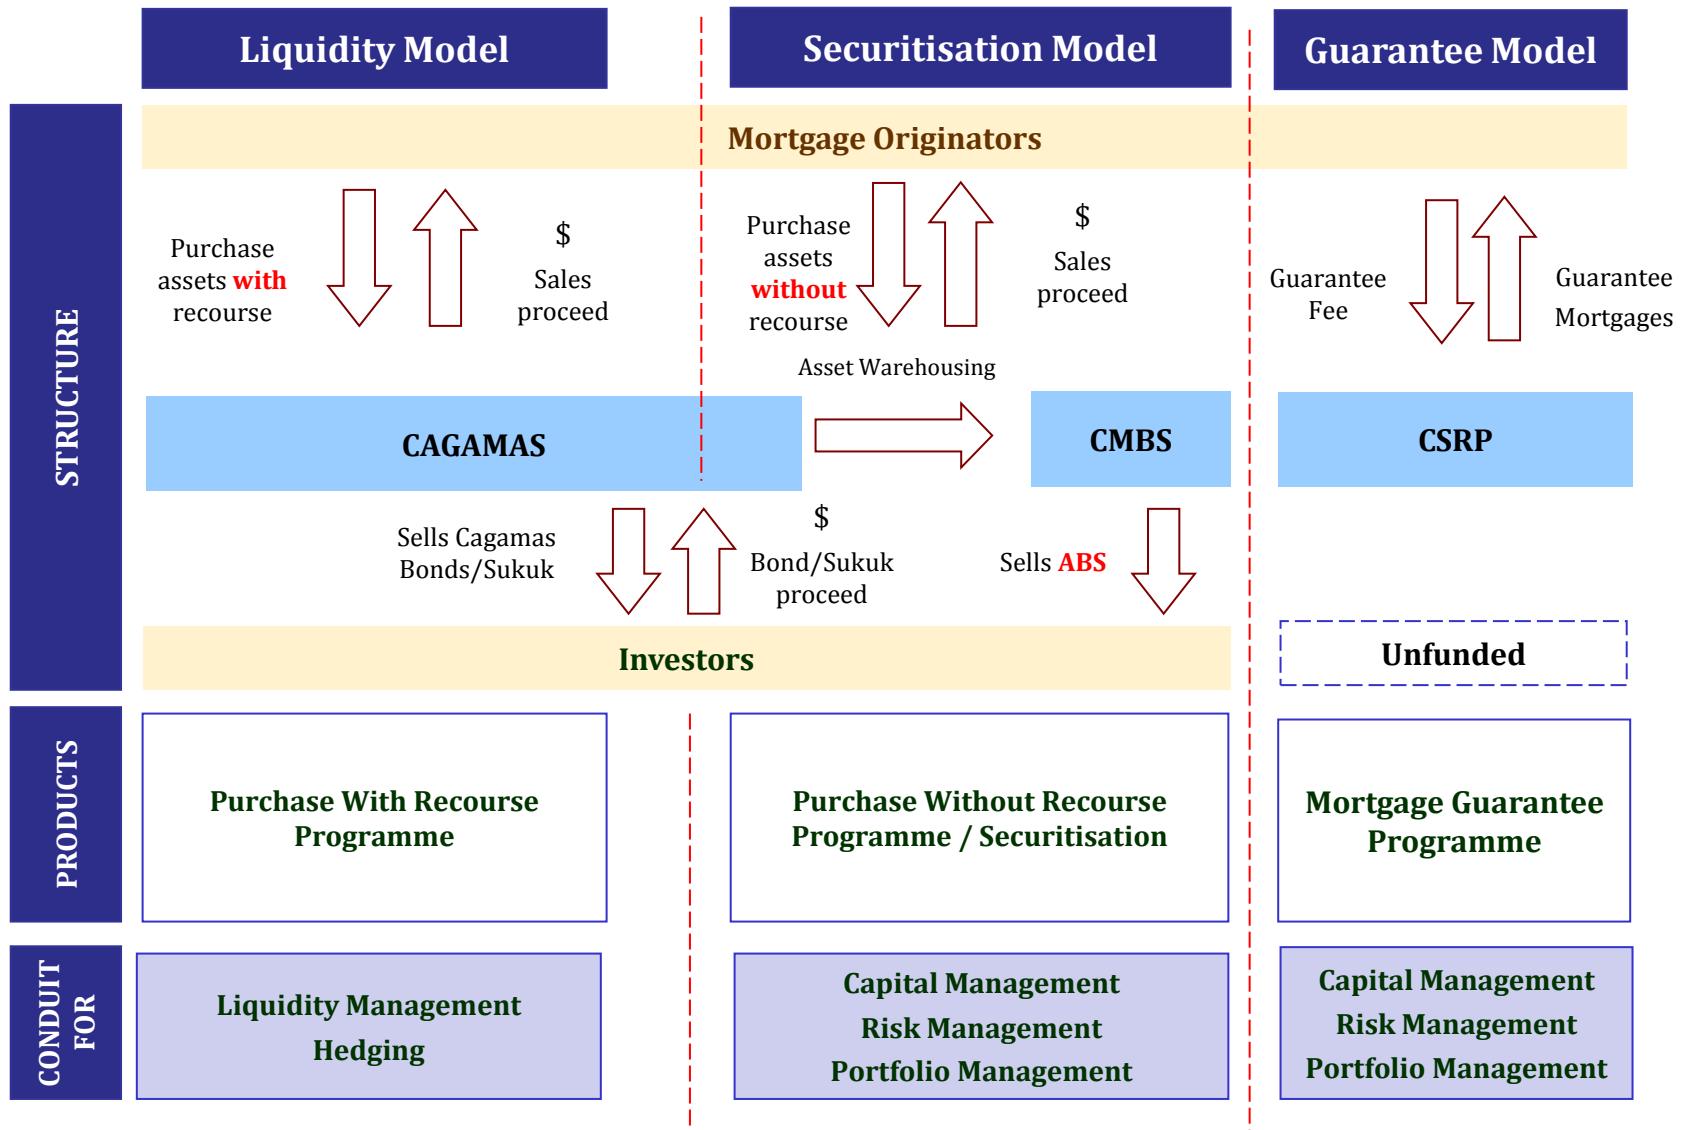 Liquidity Model
Securitisation Model
Guarantee Model
STRUCTURE
Mortgage Originators
Purchase
assets with
recourse
$
Sales
proceed
Purchase
assets
without
recourse
$
Sales
proceed
Guarantee
Fee
Guarantee
Mortgages
Asset Warehousing
CAGAMAS
CMBS
CSRP
Sells Cagamas
Bonds/Sukuk
$
Bond/Sukuk
proceed
Sells ABS
Investors
Unfunded
PRODUCTS
Purchase With Recourse
Programme
Purchase Without Recourse
Programme / Securitisation
Mortgage Guarantee
Programme
CONDUIT
FOR
Liquidity Management
Hedging
Capital Management
Risk Management
Portfolio Management
Capital Management
Risk Management
Portfolio Management